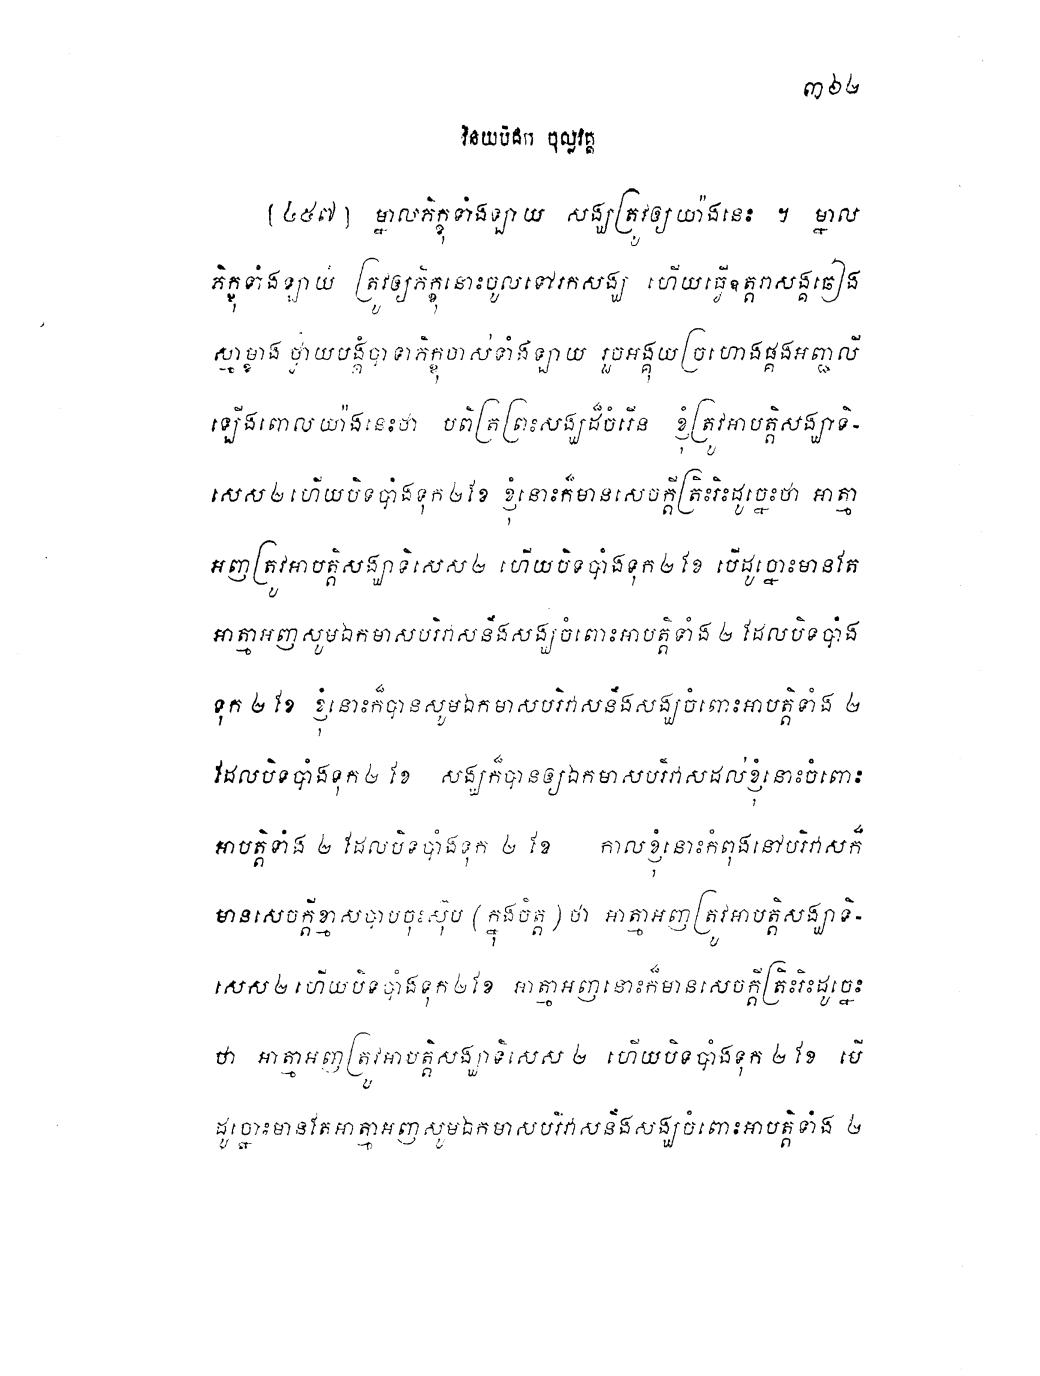 ៣៦២
វិនយបិដក ចុល្លវគ្គ
(៤៥៧) ម្នាលភិក្ខុទាំងឡាយ សង្ឃត្រូវឲ្យយ៉ាងនេះ ។ ម្នាល
ភិក្ខុទាំងឡាយ ត្រូវឲ្យភិក្ខុនោះចូលទៅរកសង្ឃ ហើយធ្វើឧត្តរាសង្គឆៀង
ស្មាម្ខាង ថ្វាយបង្គំបាទាភិក្ខុចាស់ទាំងឡាយ រួចអង្គុយច្រហោងផ្គងអញ្ជលី
ឡើងពោលយ៉ាងនេះថា បពិត្រព្រះសង្ឃដ៏ចំរើន ខ្ញុំត្រូវអាបត្តិសង្ឃាទិ-
សេស២ហើយបិទបាំងទុក២ខែ ខ្ញុំនោះក៏មានសេចក្តីត្រិះរិះដូច្នេះថា អាត្មា
អញត្រូវអាបត្តិសង្ឃាទិសេស២ ហើយបិទបាំងទុក២ខែ បើដូច្នោះមានតែ
អាត្មាអញសូមឯកមាសបរិវាសនឹងសង្ឃចំពោះអាបត្តិទាំង ២ ដែលបិទបាំង
ទុក ២ ខែ ខ្ញុំនោះក៏បានសូមឯកមាសបរិវាសនឹងសង្ឃចំពោះអាបត្តិទាំង ២
ដែលបិទបាំងទុក២ ខែ សង្ឃក៏បានឲ្យឯកមាសបរិវាសដល់ខ្ញុំនោះចំពោះ
អាបត្តិទាំង ២ ដែលបិទបាំងទុក ២ ខែ កាលខ្ញុំនោះកំពុងនៅបរិវាសក៏
មានសេចក្តីខ្មាសបាបចុះស៊ុប (ក្នុងចិត្ត) ថា អាត្មាអញត្រូវអាបត្តិសង្ឃាទិ-
សេស២ហើយបិទបាំងទុក២ខែ អាត្មាអញនោះក៏មានសេចក្តីត្រិះរិះដូច្នេះ
ថា អាត្មាអញត្រូវអាបត្តិសង្ឃាទិសេស ២ ហើយបិទបាំងទុក ២ ខែ បើ
ដូច្នោះមានតែអាត្មាអញសូមឯកមាសបរិវាសនឹងសង្ឃចំពោះអាបត្តិទាំង ២